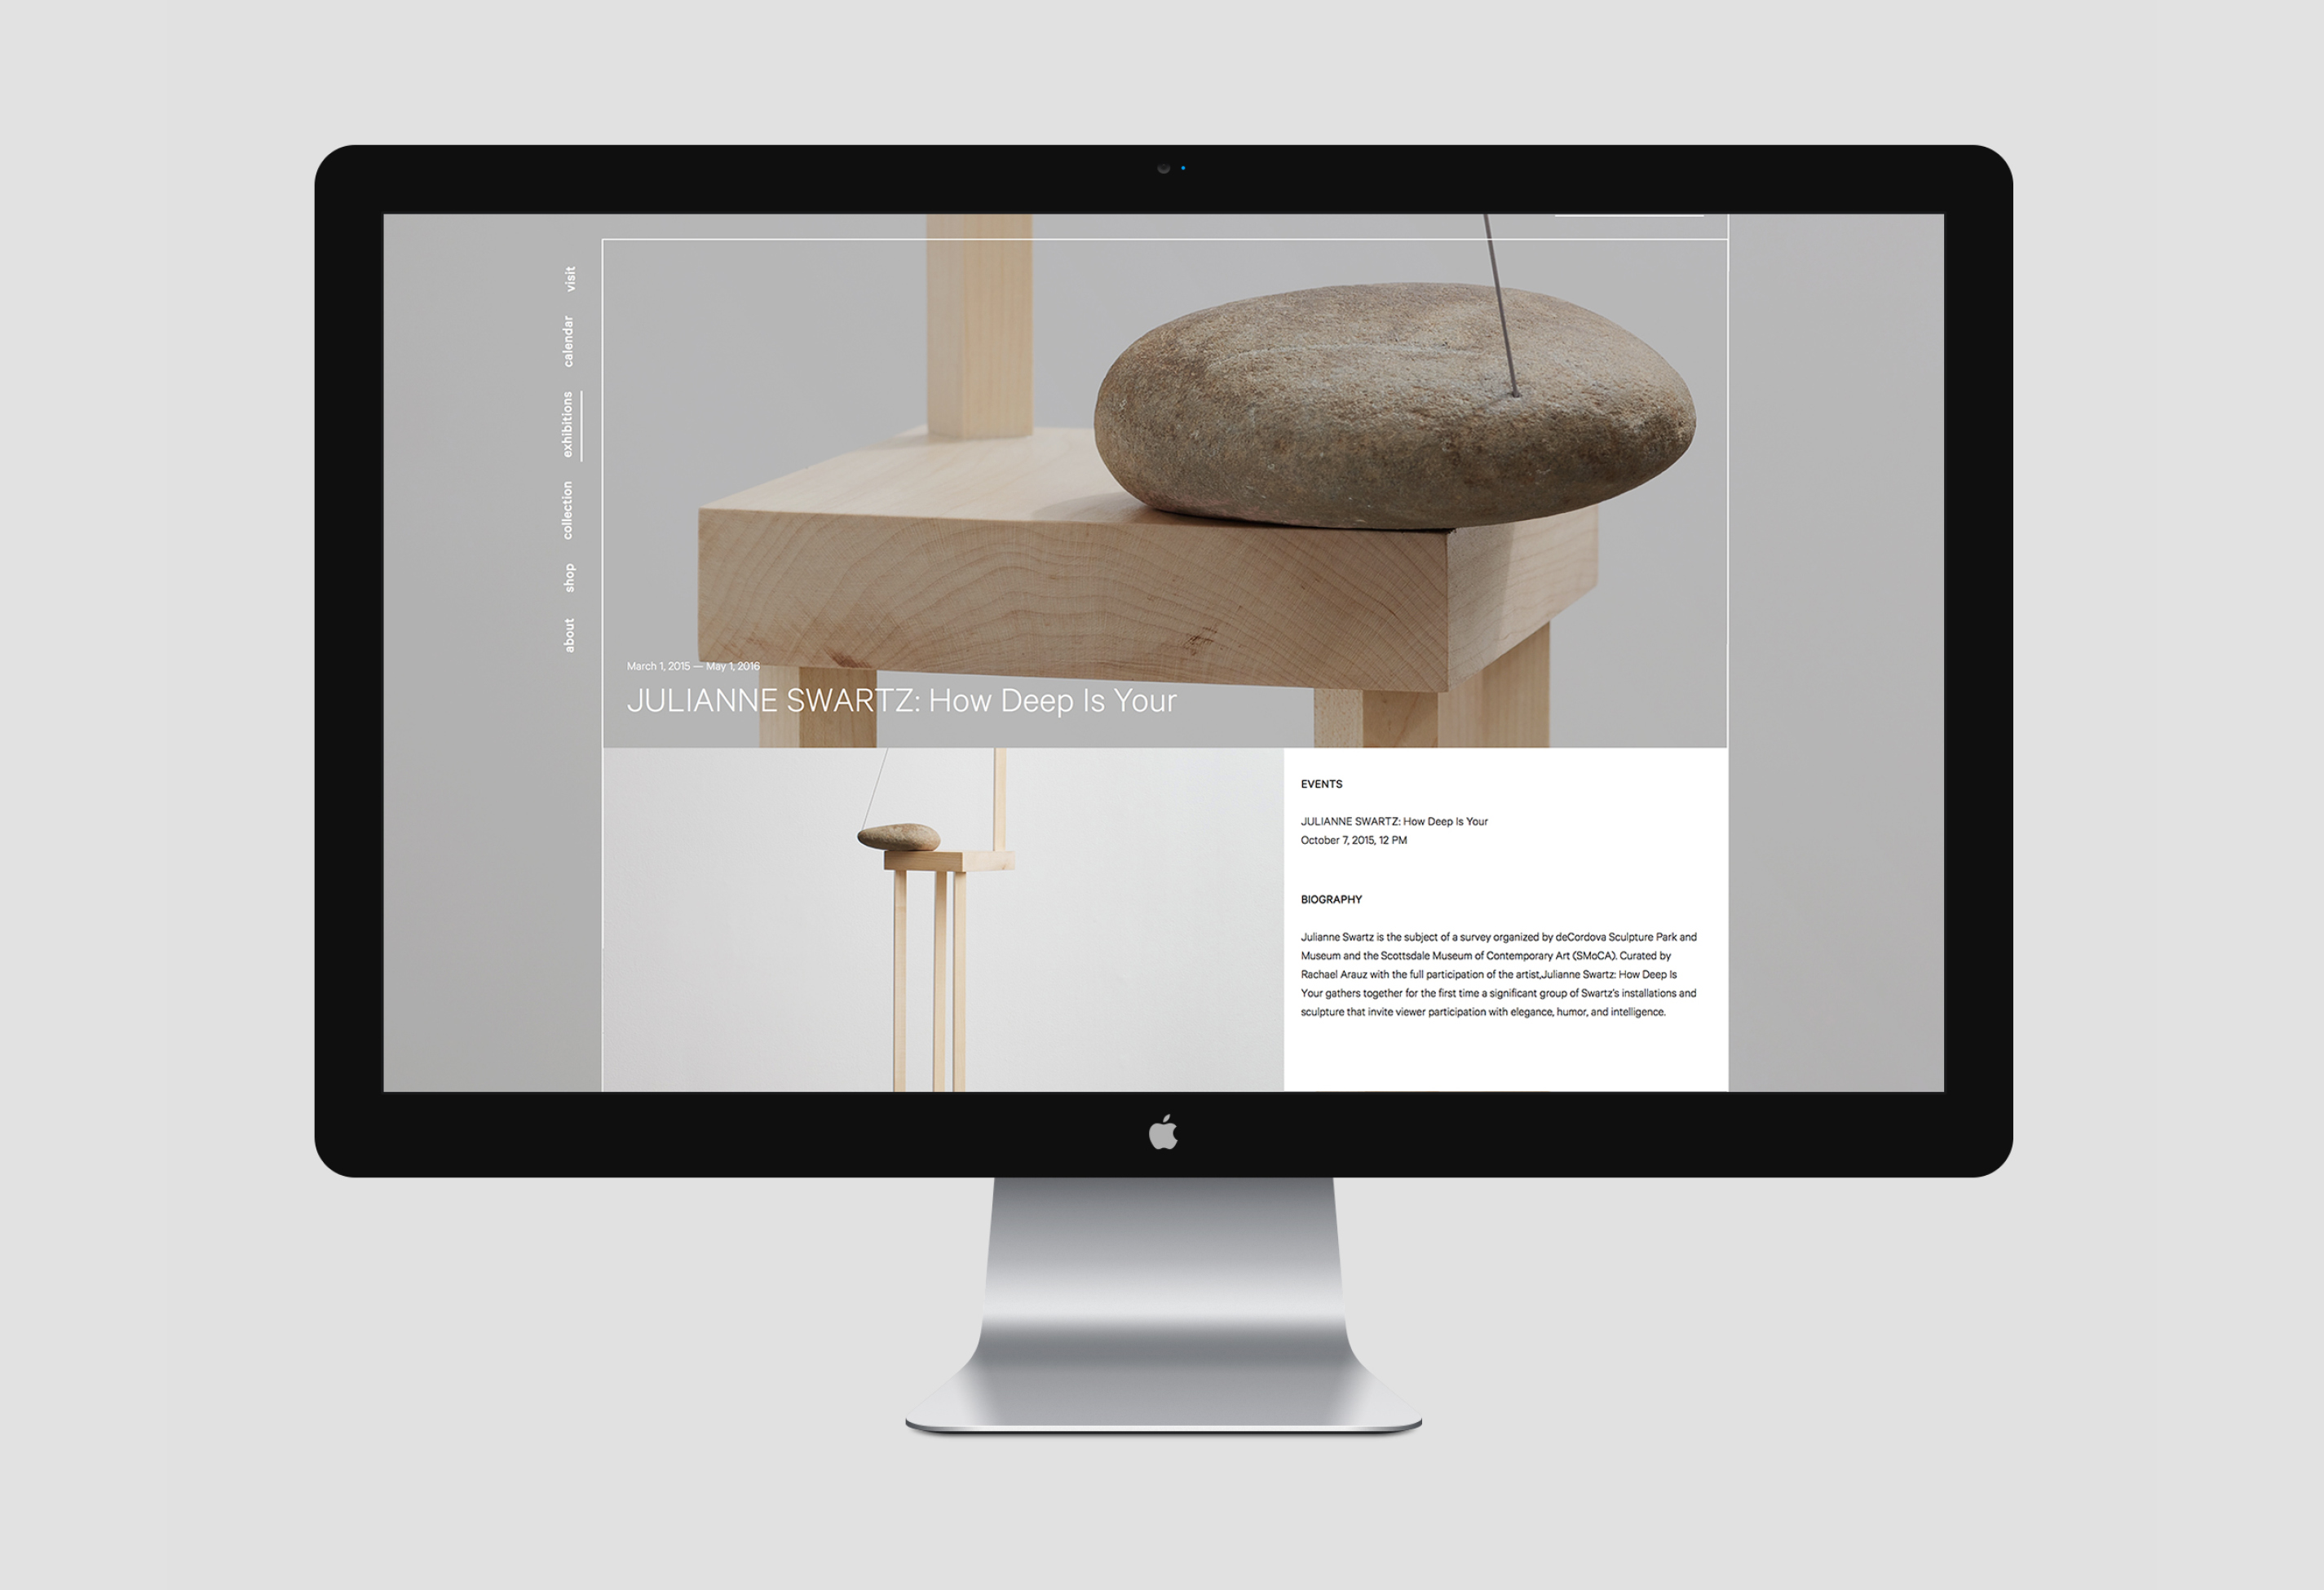 visit
calendar
exhibitions
collection
shop
about
March 1, 2015 — May 1, 2016
JULIANNE SWARTZ: How Deep Is Your
EVENTS
JULIANNE SWARTZ: How Deep Is Your
October 7, 2015, 12 PM
BIOGRAPHY
Julianne Swartz is the subject of a survey organized by deCordova Sculpture Park and
Museum and the Scottsdale Museum of Contemporary Art (SMoCA). Curated by
Rachael Arauz with the full participation of the artist,Julianne Swartz: How Deep Is
Your gathers together for the first time a significant group of Swartz's installations and
sculpture that invite viewer participation with elegance, humor, and intelligence.